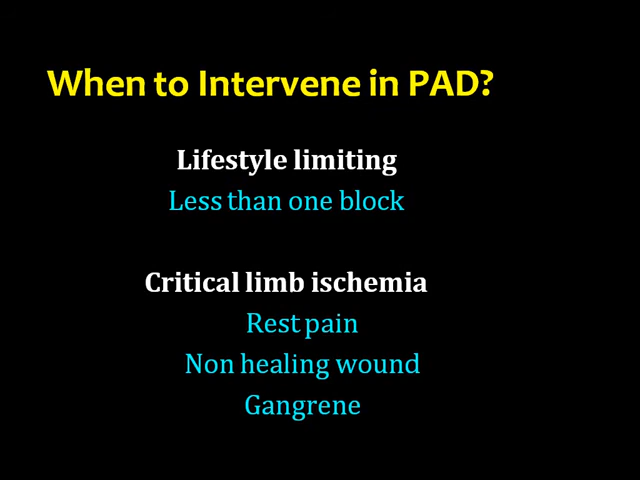 When to Intervene in PAD?
Lifestyle limiting
Less than one block
Critical limb ischemia
Rest pain
Non healing wound
Gangrene